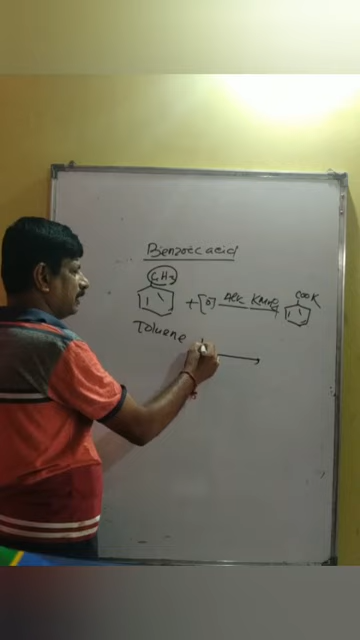 Benzoic acid
CH3
+ [O] Alk KMnO4
COOK
Toluene